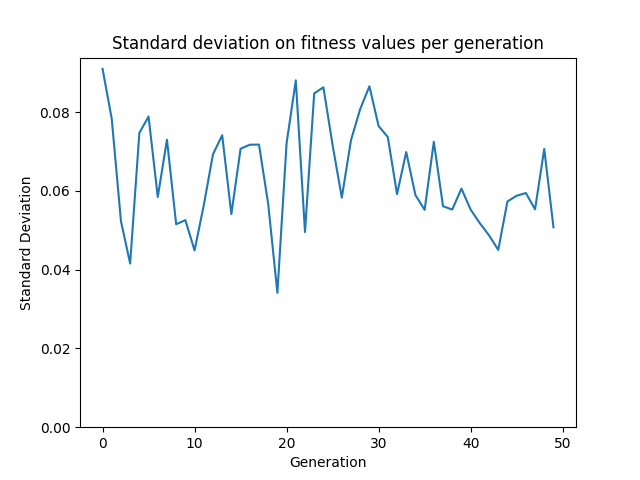 Standard deviation on fitness values per generation
Standard Deviation
0.08
0.06
0.04
0.02
0.00
0 10 20 30 40 50
Generation